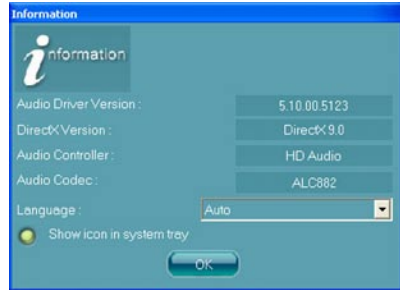 Information
information
Audio Driver Version : 5.10.00.5123
DirectX Version : DirectX 9.0
Audio Controller : HD Audio
Audio Codec : ALC882
Language : Auto
Show icon in system tray
OK